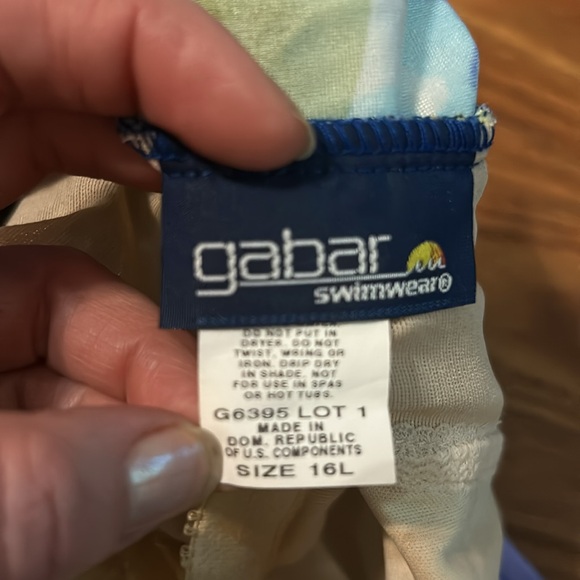 gabar
swimwear®
DO NOT PUT IN
DRYER. DO NOT
TWIST, WRING OR
IRON. DRIP DRY
IN SHADE. NOT
FOR USE IN SPAS
OR HOT TUBS.
G6395 LOT 1
MADE IN
DOM. REPUBLIC
OF U.S. COMPONENTS
SIZE 16L